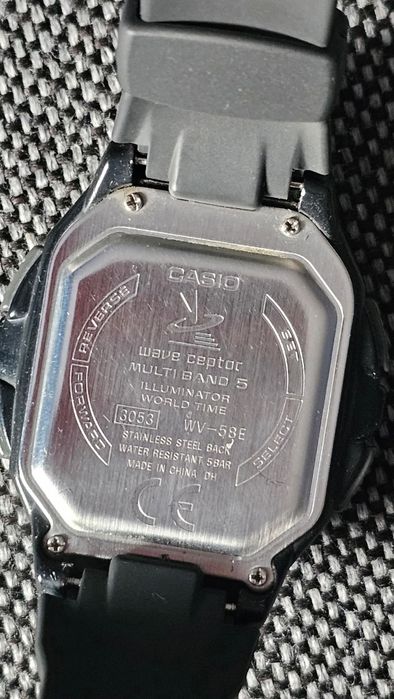 CASIO
REVERSE
SET
wave ceptor
MULTI BAND 5
ILLUMINATOR
WORLD TIME
FORWARD
SELECT
3053 WV-58E
STAINLESS STEEL BACK
WATER RESISTANT 5BAR
MADE IN CHINA DH
CE